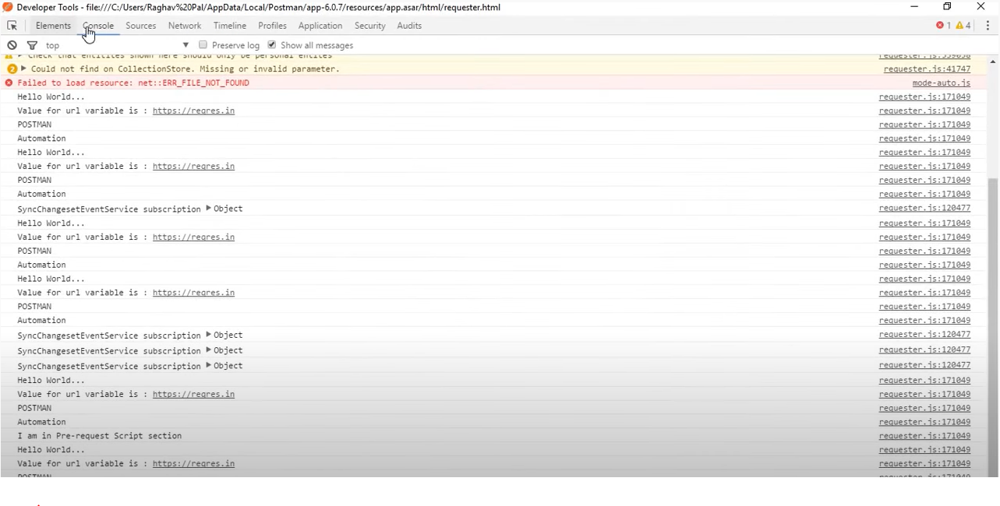 Developer Tools - file:///C:/Users/Raghav%20Pal/AppData/Local/Postman/app-6.0.7/resources/app.asar/html/requester.html
Elements Console Sources Network Timeline Profiles Application Security Audits 1 4
top Preserve log Show all messages
Check that entitites shown here should only be personal entites requester.js:559058
2 Could not find on CollectionStore. Missing or invalid parameter. requester.js:41747
Failed to load resource: net::ERR_FILE_NOT_FOUND mode-auto.js
Hello World... requester.js:171049
Value for url variable is : https://reqres.in requester.js:171049
POSTMAN requester.js:171049
Automation requester.js:171049
Hello World... requester.js:171049
Value for url variable is : https://reqres.in requester.js:171049
POSTMAN requester.js:171049
Automation requester.js:171049
SyncChangesetEventService subscription Object requester.js:120477
Hello World... requester.js:171049
Value for url variable is : https://reqres.in requester.js:171049
POSTMAN requester.js:171049
Automation requester.js:171049
Hello World... requester.js:171049
Value for url variable is : https://reqres.in requester.js:171049
POSTMAN requester.js:171049
Automation requester.js:171049
SyncChangesetEventService subscription Object requester.js:120477
SyncChangesetEventService subscription Object requester.js:120477
SyncChangesetEventService subscription Object requester.js:120477
Hello World... requester.js:171049
Value for url variable is : https://reqres.in requester.js:171049
POSTMAN requester.js:171049
Automation requester.js:171049
I am in Pre-request Script section requester.js:171049
Hello World... requester.js:171049
Value for url variable is : https://reqres.in requester.js:171049
POSTMAN requester.js:171049